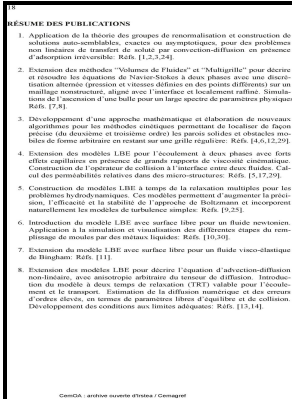 18
RÉSUMÉ DES PUBLICATIONS
1. Application de la théorie des groupes de renormalisation et construction de
solutions auto-semblables, exactes ou asymptotiques, pour des problèmes
non linéaires de transfert de soluté par convection-diffusion en présence
d'adsorption irréversible: Réfs. [1,2,3,24].
2. Extension des méthodes "Volumes de Fluides" et "Multigrille" pour décrire
et résoudre les équations de Navier-Stokes à deux phases avec une discré-
tisation alternée (pression et vitesses définies en des points différents) sur un
maillage nonstructuré, aligné avec l'interface et localement raffiné. Simula-
tions de l'ascension d'une bulle pour un large spectre de paramètres physiques
Réfs. [7,8].
3. Développement d'une approche mathématique et élaboration de nouveaux
algorithmes pour les méthodes cinétiques permettant de localiser de façon
précise (du deuxième et troisième ordre) les parois solides et obstacles mo-
biles de forme arbitraire en restant sur une grille régulière: Réfs. [4,6,12,29].
4. Extension des modèles LBE pour l'écoulement à deux phases avec forts
effets capillaires en présence de grands rapports de viscosité cinématique.
Construction de l'operateur de collision à l'interface entre deux fluides. Cal-
cul des perméabilités relatives dans des micro-structures: Réfs. [5,17,29].
5. Construction de modèles LBE à temps de la relaxation multiples pour les
problèmes hydrodynamiques. Ces modèles permettent d'augmenter la préci-
sion, l'efficacité et la stabilité de l'approche de Boltzmann et incorporent
naturellement les modèles de turbulence simples: Réfs. [9,25].
6. Introduction du modèle LBE avec surface libre pour un fluide newtonien.
Application à la simulation et visualisation des différentes étapes du rem-
plissage de moules par des métaux liquides: Réfs. [10,30].
7. Extension du modèle LBE avec surface libre pour un fluide visco-élastique
de Bingham: Réfs. [11].
8. Extension des modèles LBE pour décrire l'équation d'advection-diffusion
non-linéaire, avec anisotropie arbitraire du tenseur de diffusion. Introduc-
tion du modèle à deux temps de relaxation (TRT) valable pour l'écoule-
ment et le transport. Estimation de la diffusion numérique et des erreurs
d'ordres élevés, en termes de paramètres libres d'équilibre et de collision.
Développement des conditions aux limites adéquates: Réfs. [13,14].
CemOA : archive ouverte d'Irstea / Cemagref